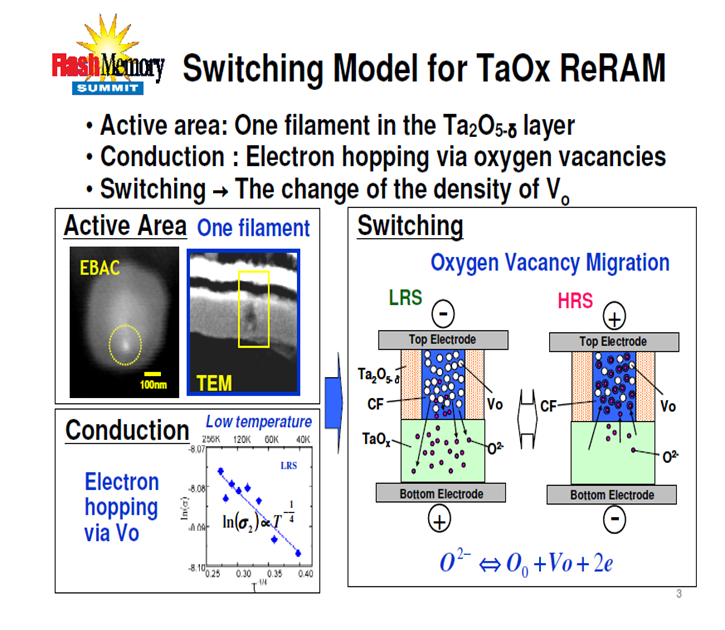 Flash Memory
SUMMIT
Switching Model for TaOx ReRAM
• Active area: One filament in the Ta₂O₅₋δ layer
• Conduction : Electron hopping via oxygen vacancies
• Switching → The change of the density of Vₒ
Active Area One filament
EBAC
100nm
TEM
Conduction
Low temperature
Electron
hopping
via Vo
256K 120K 60K 40K
-8.07
-8.08
-8.09
-8.10
ln(σ)
LRS
ln(σ₂)∝T^-1/4
0.25 0.30 0.35 0.40
T^-1/4
Switching
Oxygen Vacancy Migration
LRS
-
Top Electrode
Ta₂O₅₋δ
CF
Vo
TaOₓ
O²⁻
Bottom Electrode
+
HRS
+
Top Electrode
CF
Vo
O²⁻
Bottom Electrode
-
O²⁻ ⇔ O₀ +Vo + 2e
3